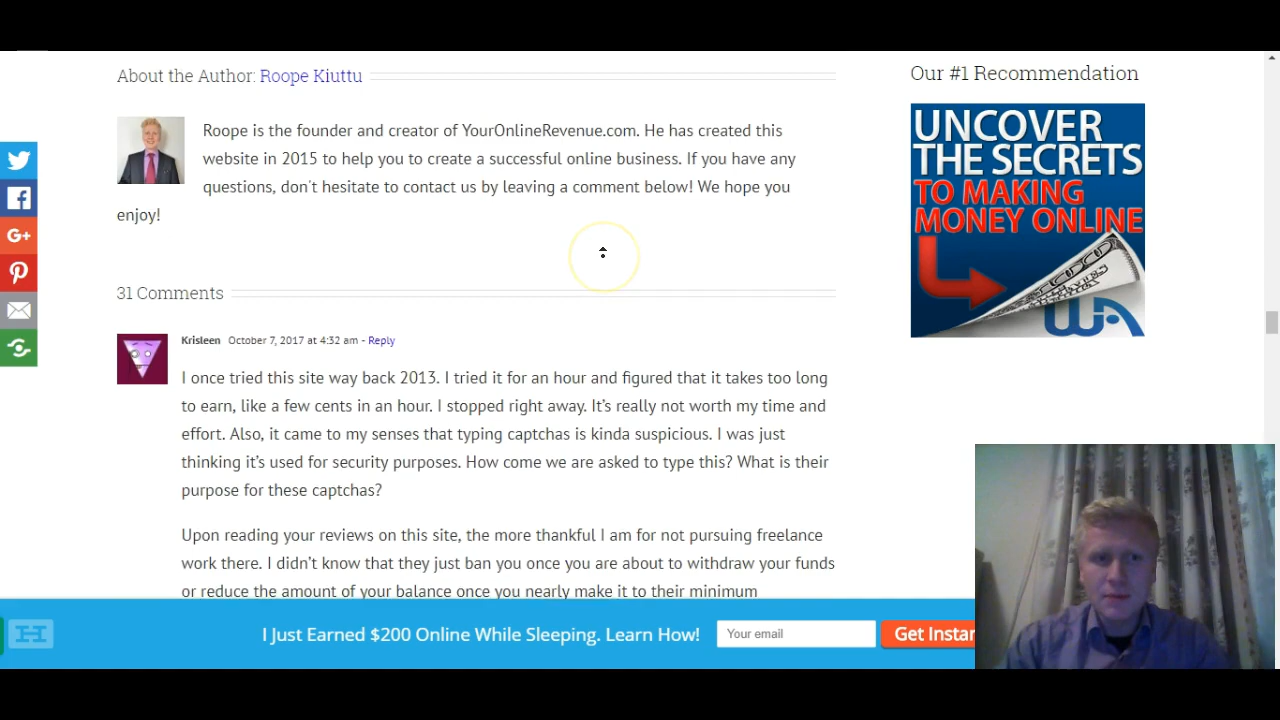 About the Author: Roope Kiuttu
Roope is the founder and creator of YourOnlineRevenue.com. He has created this
website in 2015 to help you to create a successful online business. If you have any
questions, don't hesitate to contact us by leaving a comment below! We hope you
enjoy!
31 Comments
Krisleen October 7, 2017 at 4:32 am - Reply
I once tried this site way back 2013. I tried it for an hour and figured that it takes too long
to earn, like a few cents in an hour. I stopped right away. It’s really not worth my time and
effort. Also, it came to my senses that typing captchas is kinda suspicious. I was just
thinking it’s used for security purposes. How come we are asked to type this? What is their
purpose for these captchas?
Upon reading your reviews on this site, the more thankful I am for not pursuing freelance
work there. I didn’t know that they just ban you once you are about to withdraw your funds
or reduce the amount of your balance once you nearly make it to their minimum
Our #1 Recommendation
UNCOVER
THE SECRETS
TO MAKING
MONEY ONLINE
WA
G+
I Just Earned $200 Online While Sleeping. Learn How!
Your email
Get Instan